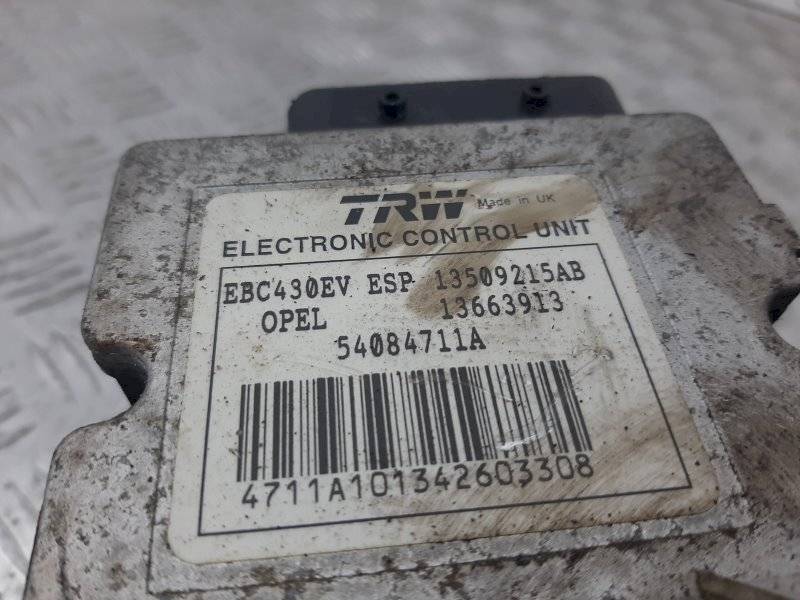 TRW Made in UK
ELECTRONIC CONTROL UNIT
EBC430EV ESP 13509215AB
OPEL 13663913
54084711A
4711A101342603308